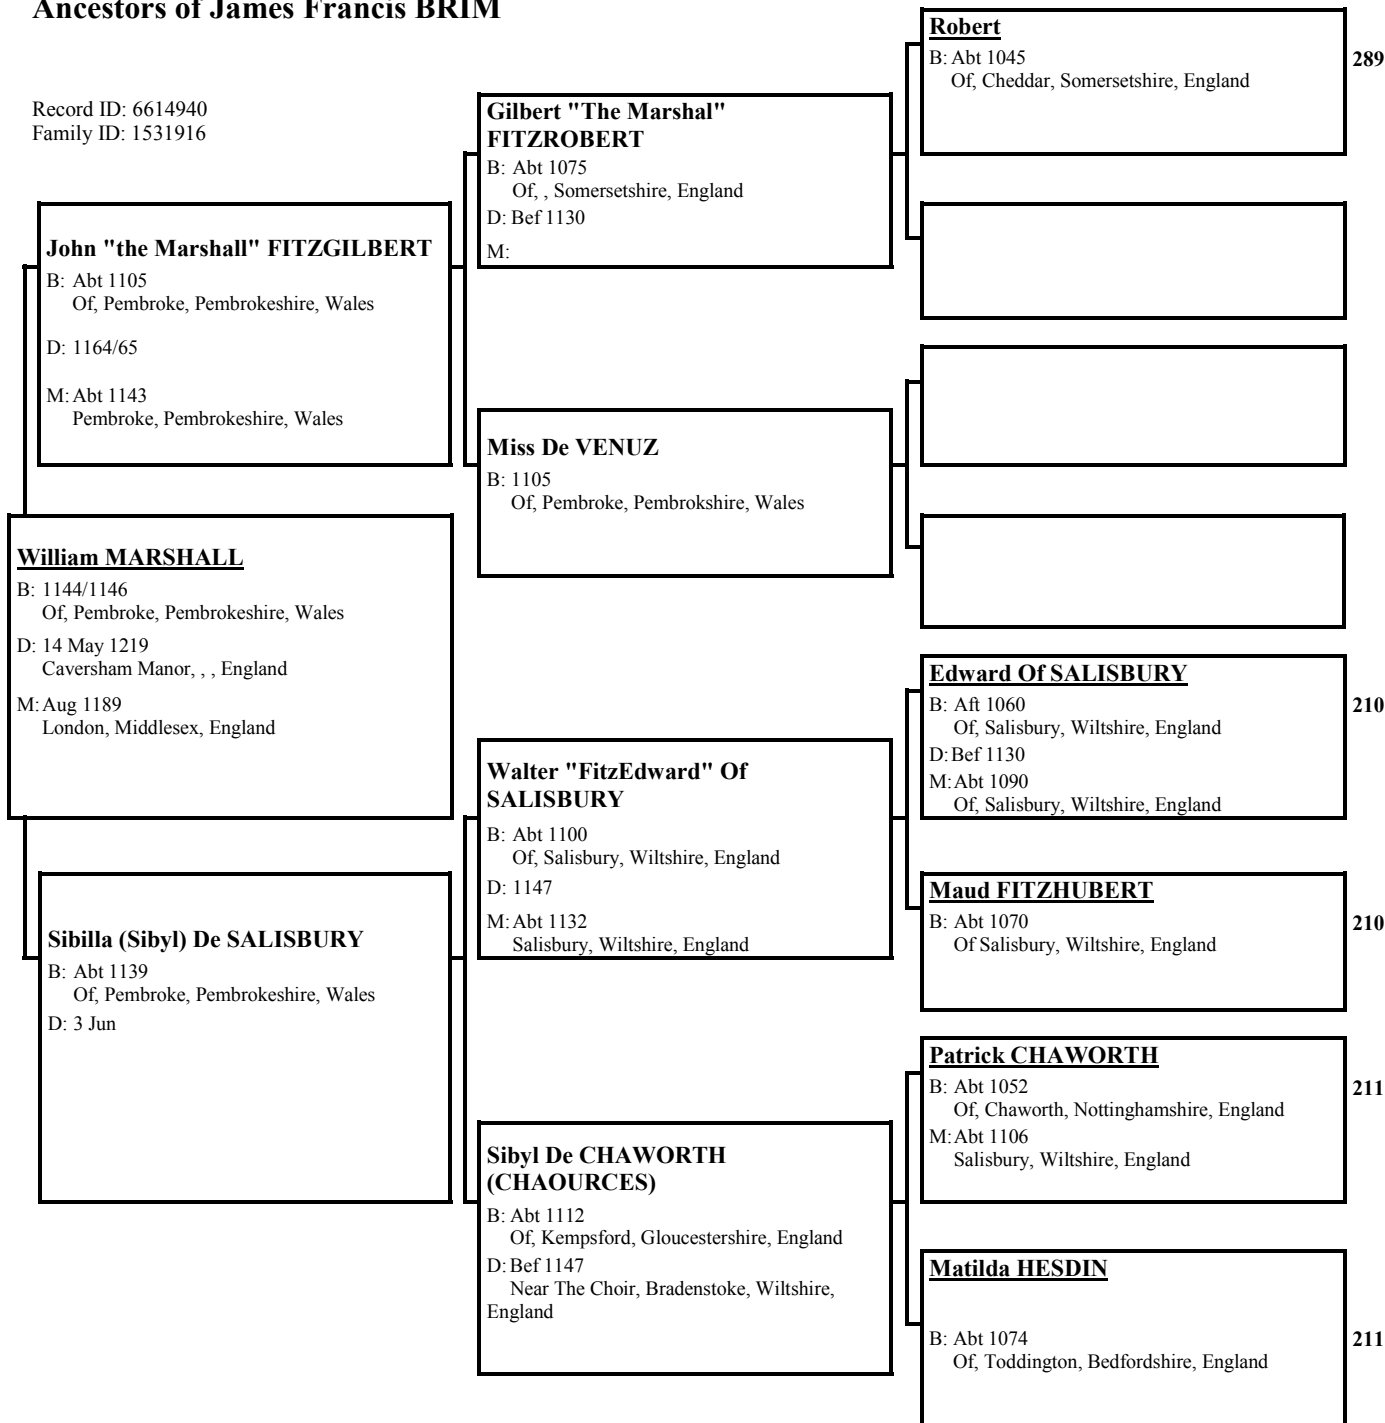 Ancestors of James Francis BRIM
Record ID: 6614940
Family ID: 1531916
John "the Marshall" FITZGILBERT
B: Abt 1105
Of, Pembroke, Pembrokeshire, Wales
D: 1164/65
M: Abt 1143
Pembroke, Pembrokeshire, Wales
William MARSHALL
B: 1144/1146
Of, Pembroke, Pembrokeshire, Wales
D: 14 May 1219
Caversham Manor, , , England
M: Aug 1189
London, Middlesex, England
Sibilla (Sibyl) De SALISBURY
B: Abt 1139
Of, Pembroke, Pembrokeshire, Wales
D: 3 Jun
Gilbert "The Marshal"
FITZROBERT
B: Abt 1075
Of, , Somersetshire, England
D: Bef 1130
M:
Miss De VENUZ
B: 1105
Of, Pembroke, Pembrokshire, Wales
Walter "FitzEdward" Of
SALISBURY
B: Abt 1100
Of, Salisbury, Wiltshire, England
D: 1147
M: Abt 1132
Salisbury, Wiltshire, England
Sibyl De CHAWORTH
(CHAOURCES)
B: Abt 1112
Of, Kempsford, Gloucestershire, England
D: Bef 1147
Near The Choir, Bradenstoke, Wiltshire,
England
Robert
B: Abt 1045
Of, Cheddar, Somersetshire, England
289
Edward Of SALISBURY
B: Aft 1060
Of, Salisbury, Wiltshire, England
D: Bef 1130
M: Abt 1090
Of, Salisbury, Wiltshire, England
210
Maud FITZHUBERT
B: Abt 1070
Of Salisbury, Wiltshire, England
210
Patrick CHAWORTH
B: Abt 1052
Of, Chaworth, Nottinghamshire, England
M: Abt 1106
Salisbury, Wiltshire, England
211
Matilda HESDIN
B: Abt 1074
Of, Toddington, Bedfordshire, England
211